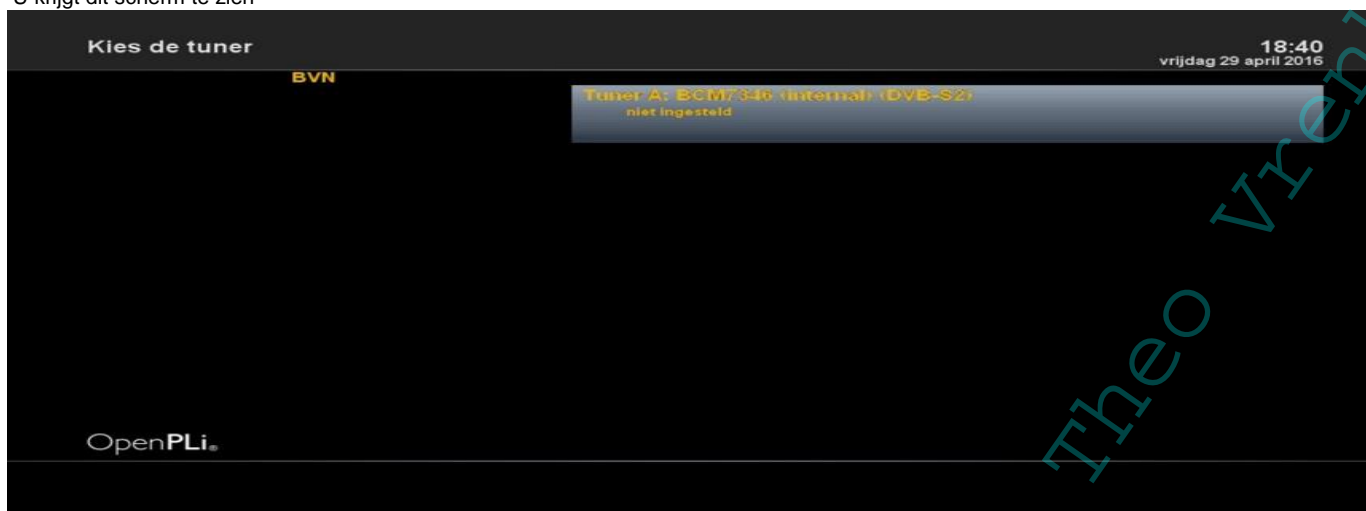 U krijgt dit scherm te zien
Kies de tuner
18:40
vrijdag 29 april 2016
BVN
Tuner A: BCM7346 (internal) (DVB-S2)
niet ingesteld
OpenPLi®
Theo